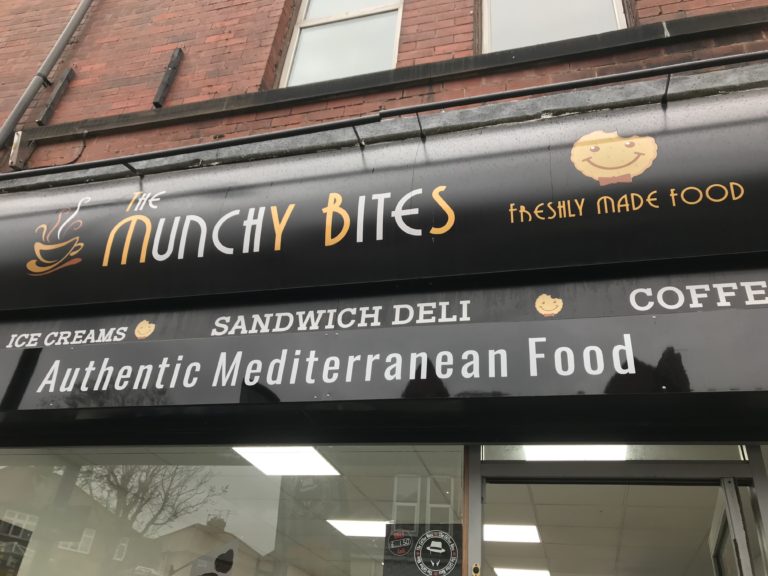 THE
MUNCHY BITES
FRESHLY MADE FOOD
ICE CREAMS
SANDWICH DELI
COFFE
Authentic Mediterranean Food